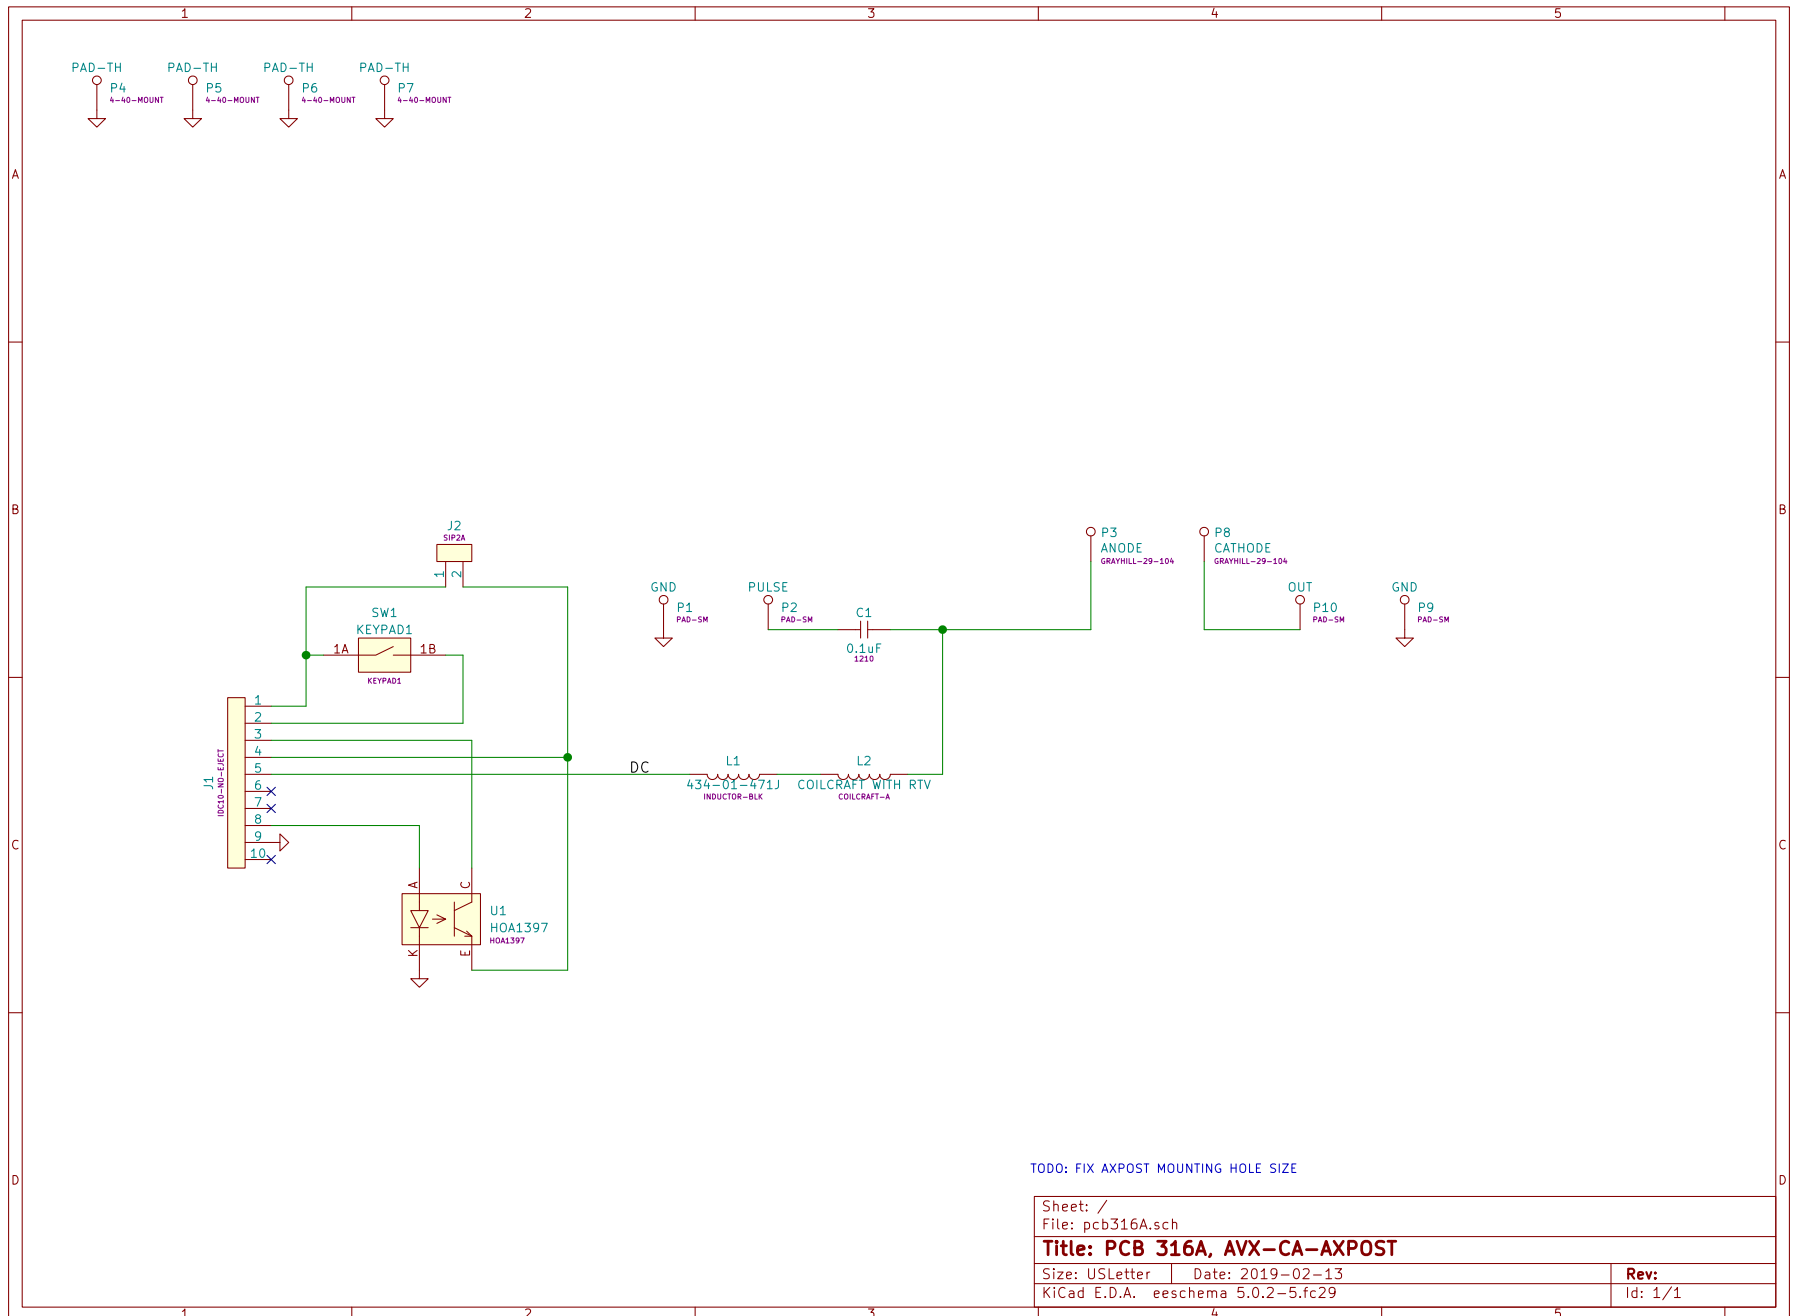 1 2 3 4 5
PAD-TH PAD-TH PAD-TH PAD-TH
P4 P5 P6 P7
4-40-MOUNT 4-40-MOUNT 4-40-MOUNT 4-40-MOUNT
A A
B B
J2
SIP2A
1 2
P3 P8
ANODE CATHODE
GRAYHILL-29-104 GRAYHILL-29-104
GND PULSE OUT GND
P1 P2 P10 P9
PAD-SM PAD-SM PAD-SM PAD-SM
SW1
KEYPAD1
1A 1B
KEYPAD1
C1
0.1uF
1210
1
2
3
4
5
6
7
8
9
10
J1
IDC10-NO-EJECT
DC
L1
434-01-471J
INDUCTOR-BLK
L2
COILCRAFT WITH RTV
COILCRAFT-A
C C
A C
K E
U1
HOA1397
HOA1397
D D
TODO: FIX AXPOST MOUNTING HOLE SIZE
Sheet: /
File: pcb316A.sch
Title: PCB 316A, AVX-CA-AXPOST
Size: USLetter Date: 2019-02-13 Rev:
KiCad E.D.A. eeschema 5.0.2-5.fc29 Id: 1/1
1 2 3 4 5